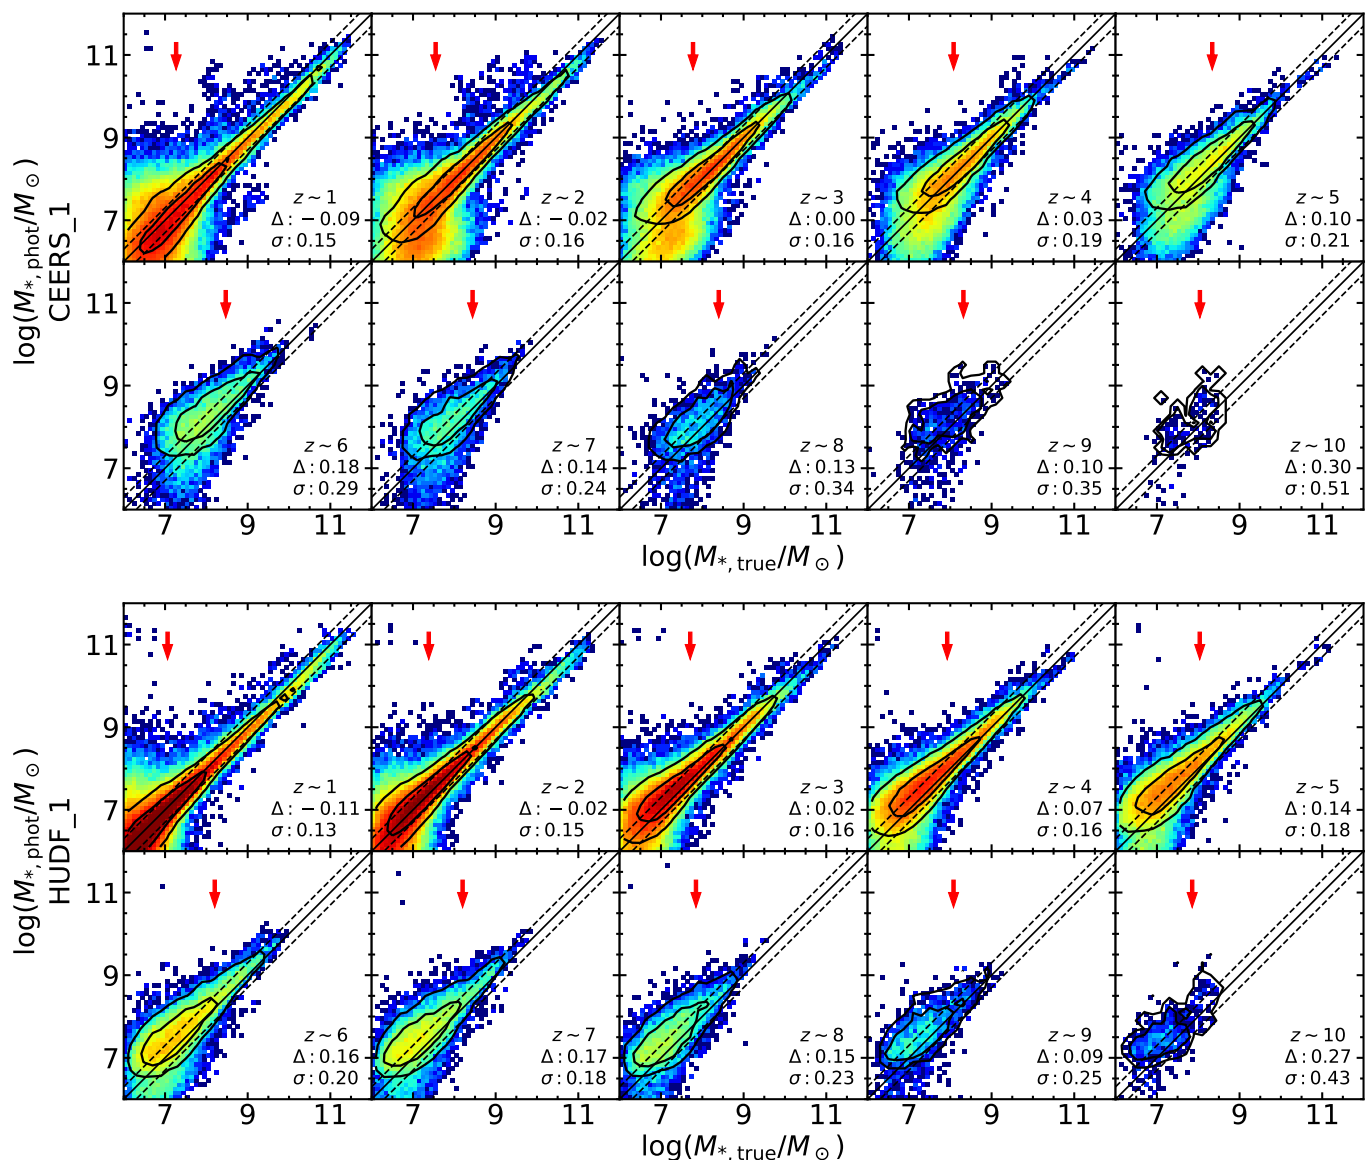 11
9
7
log(M*, phot/M⊙)
CEERS_1
z ~ 1
Δ: −0.09
σ: 0.15
z ~ 2
Δ: −0.02
σ: 0.16
z ~ 3
Δ: 0.00
σ: 0.16
z ~ 4
Δ: 0.03
σ: 0.19
z ~ 5
Δ: 0.10
σ: 0.21
11
9
7
z ~ 6
Δ: 0.18
σ: 0.29
z ~ 7
Δ: 0.14
σ: 0.24
z ~ 8
Δ: 0.13
σ: 0.34
z ~ 9
Δ: 0.10
σ: 0.35
z ~ 10
Δ: 0.30
σ: 0.51
7 9 11 7 9 11 7 9 11 7 9 11 7 9 11
log(M*, true/M⊙)
11
9
7
log(M*, phot/M⊙)
HUDF_1
z ~ 1
Δ: −0.11
σ: 0.13
z ~ 2
Δ: −0.02
σ: 0.15
z ~ 3
Δ: 0.02
σ: 0.16
z ~ 4
Δ: 0.07
σ: 0.16
z ~ 5
Δ: 0.14
σ: 0.18
11
9
7
z ~ 6
Δ: 0.16
σ: 0.20
z ~ 7
Δ: 0.17
σ: 0.18
z ~ 8
Δ: 0.15
σ: 0.23
z ~ 9
Δ: 0.09
σ: 0.25
z ~ 10
Δ: 0.27
σ: 0.43
7 9 11 7 9 11 7 9 11 7 9 11 7 9 11
log(M*, true/M⊙)